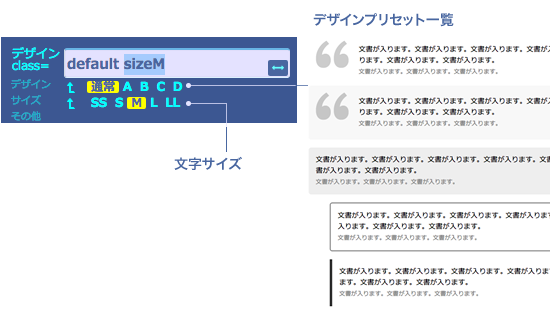 デザインプリセット一覧
デザイン
class=
default sizeM
デザイン 通常 A B C D
サイズ SS S M L LL
その他
文字サイズ
文書が入ります。文書が入ります。文書が入ります。文書が入
ります。文書が入ります。文書が入ります。
文書が入ります。文書が入ります。文書が入ります。
文書が入ります。文書が入ります。文書が入ります。文書が入
ります。文書が入ります。文書が入ります。
文書が入ります。文書が入ります。文書が入ります。
文書が入ります。文書が入ります。文書が入ります。文書が入ります。文
書が入ります。文書が入ります。
文書が入ります。文書が入ります。文書が入ります。
文書が入ります。文書が入ります。文書が入ります。文書が
入ります。文書が入ります。文書が入ります。
文書が入ります。文書が入ります。文書が入ります。
文書が入ります。文書が入ります。文書が入ります。文書が入り
ます。文書が入ります。文書が入ります。
文書が入ります。文書が入ります。文書が入ります。